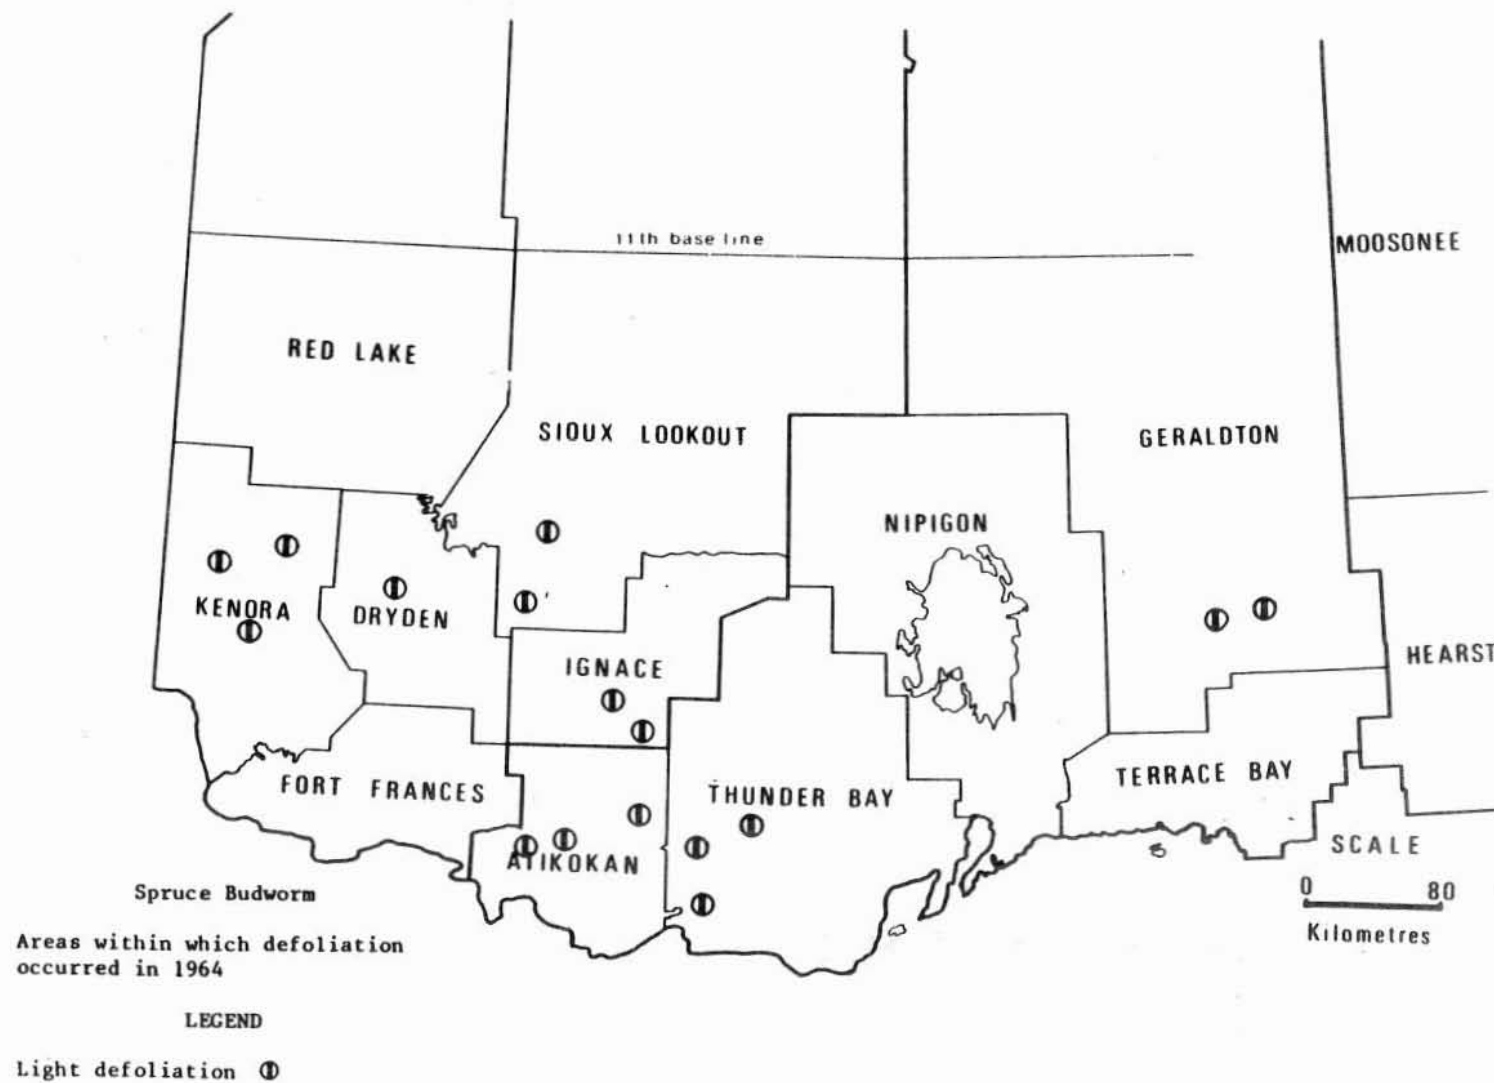 11th base line
MOOSONEE
RED LAKE
SIOUX LOOKOUT
GERALDTON
NIPIGON
KENORA
DRYDEN
IGNACE
HEARST
FORT FRANCES
THUNDER BAY
TERRACE BAY
ATIKOKAN
SCALE
0 80
Kilometres
Spruce Budworm
Areas within which defoliation
occurred in 1964
LEGEND
Light defoliation